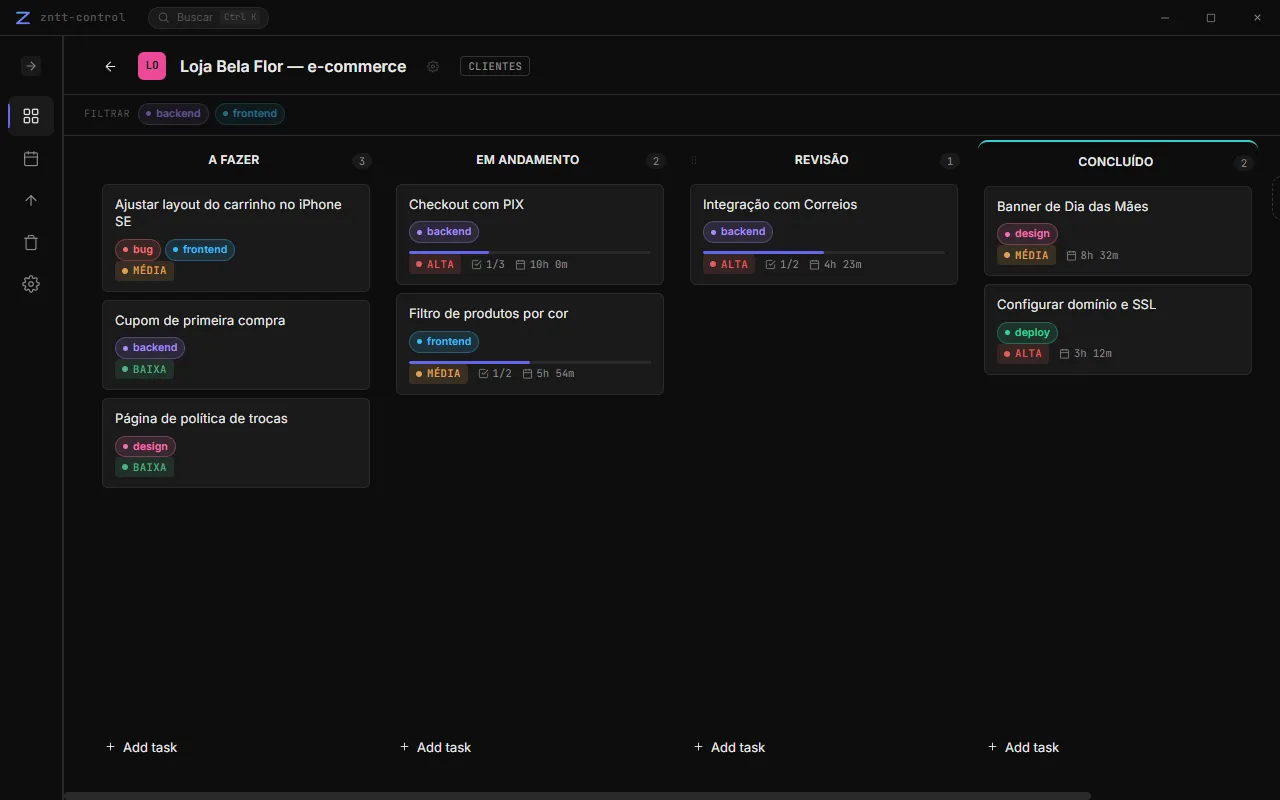 zntt-control
Buscar Ctrl K
LO
Loja Bela Flor — e-commerce
CLIENTES
FILTRAR
backend
frontend
A FAZER
3
Ajustar layout do carrinho no iPhone
SE
bug
frontend
MÉDIA
Cupom de primeira compra
backend
BAIXA
Página de política de trocas
design
BAIXA
+ Add task
EM ANDAMENTO
2
Checkout com PIX
backend
ALTA 1/3 10h 0m
Filtro de produtos por cor
frontend
MÉDIA 1/2 5h 54m
+ Add task
REVISÃO
1
Integração com Correios
backend
ALTA 1/2 4h 23m
+ Add task
CONCLUÍDO
2
Banner de Dia das Mães
design
MÉDIA 8h 32m
Configurar domínio e SSL
deploy
ALTA 3h 12m
+ Add task